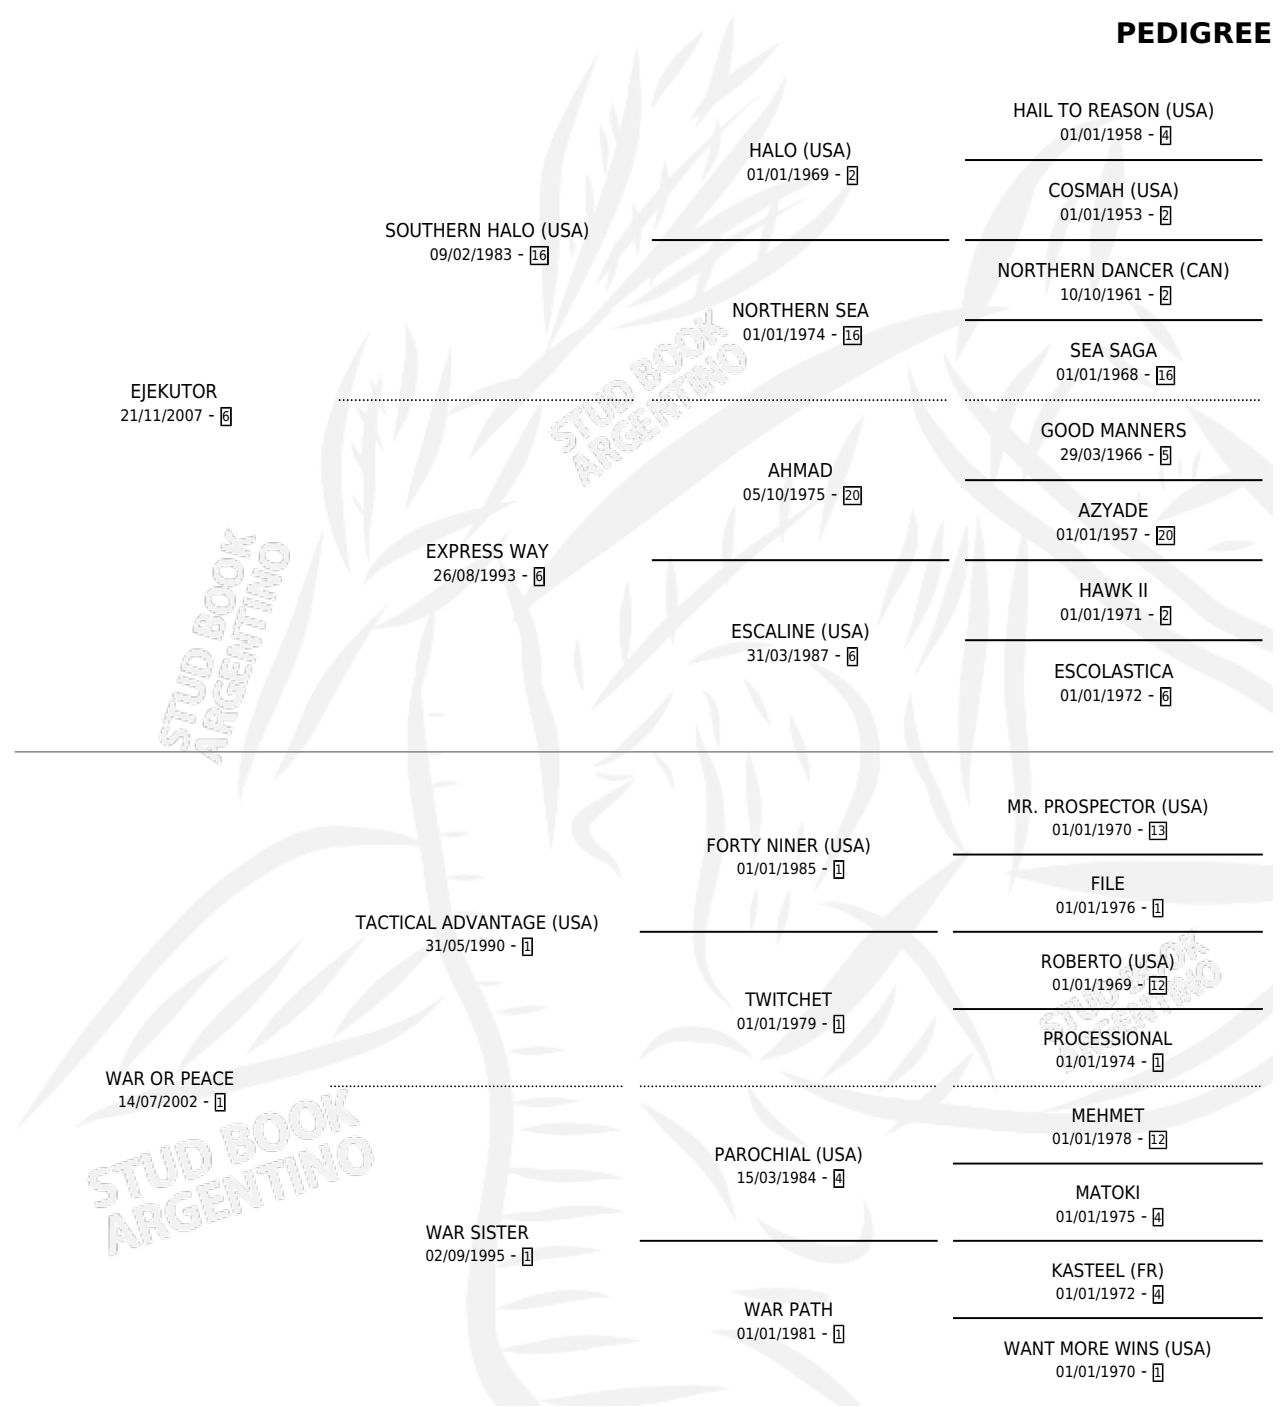 PEDIGREE
HAIL TO REASON (USA)
01/01/1958 - 4
HALO (USA)
01/01/1969 - 2
COSMAH (USA)
01/01/1953 - 2
SOUTHERN HALO (USA)
09/02/1983 - 16
NORTHERN DANCER (CAN)
10/10/1961 - 2
NORTHERN SEA
01/01/1974 - 16
SEA SAGA
01/01/1968 - 16
EJEKUTOR
21/11/2007 - 6
STUD BOOK
ARGENTINO
GOOD MANNERS
29/03/1966 - 5
AHMAD
05/10/1975 - 20
AZYADE
01/01/1957 - 20
EXPRESS WAY
26/08/1993 - 6
HAWK II
01/01/1971 - 2
ESCALINE (USA)
31/03/1987 - 6
ESCOLASTICA
01/01/1972 - 6
STUD BOOK
ARGENTINO
MR. PROSPECTOR (USA)
01/01/1970 - 13
FORTY NINER (USA)
01/01/1985 - 1
FILE
01/01/1976 - 1
TACTICAL ADVANTAGE (USA)
31/05/1990 - 1
ROBERTO (USA)
01/01/1969 - 12
TWITCHET
01/01/1979 - 1
STUD BOOK
ARGENTINO
PROCESSIONAL
01/01/1974 - 1
WAR OR PEACE
14/07/2002 - 1
MEHMET
01/01/1978 - 12
PAROCHIAL (USA)
15/03/1984 - 4
STUD BOOK
ARGENTINO
MATOKI
01/01/1975 - 4
WAR SISTER
02/09/1995 - 1
KASTEEL (FR)
01/01/1972 - 4
WAR PATH
01/01/1981 - 1
WANT MORE WINS (USA)
01/01/1970 - 1